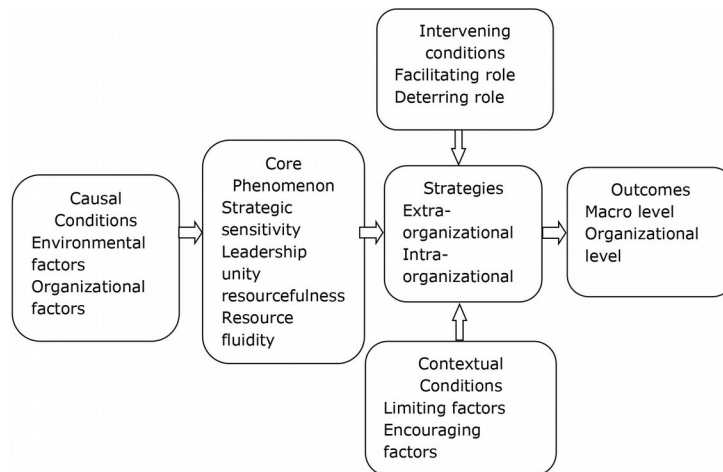 Intervening
conditions
Facilitating role
Deterring role
Causal
Conditions
Environmental
factors
Organizational
factors
Core
Phenomenon
Strategic
sensitivity
Leadership
unity
resourcefulness
Resource
fluidity
Strategies
Extra-
organizational
Intra-
organizational
Outcomes
Macro level
Organizational
level
Contextual
Conditions
Limiting factors
Encouraging
factors